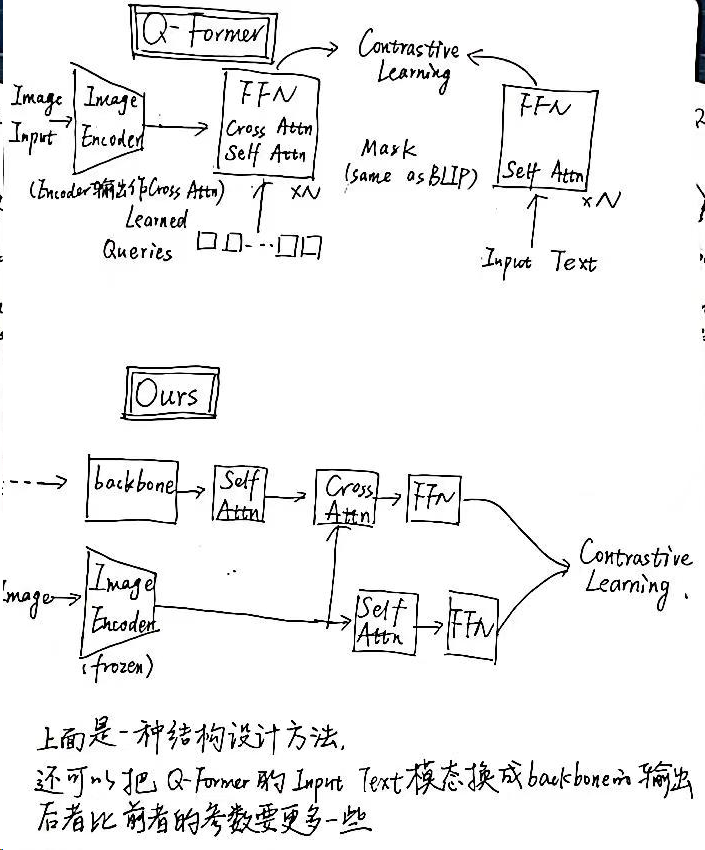 Q-Former
Contrastive
Learning
Image
Input
Image
Encoder
FFN
Cross Attn
Self Attn
×N
Mask
(same as BLIP)
FFN
Self Attn
×N
(Encoder输出作Cross Attn)
Learned
Queries
Input Text
Ours
backbone
Self
Attn
Cross
Attn
FFN
Contrastive
Learning.
Image
Image
Encoder
(frozen)
Self
Attn
FFN
上面是一种结构设计方法,
还可以把Q-Former的Input Text模态换成backbone的输出
后者比前者的参数要更多一些